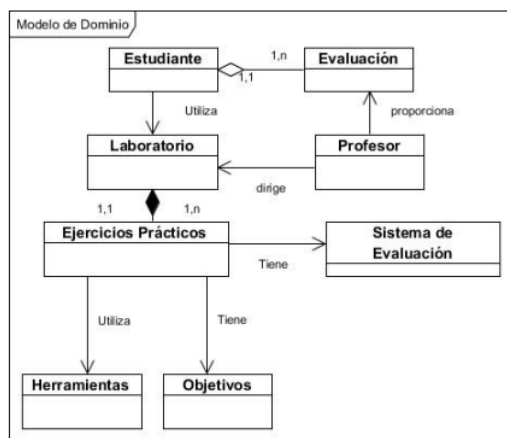 Modelo de Dominio
Estudiante
1,n
Evaluación
1,1
Utiliza
proporciona
Laboratorio
Profesor
dirige
1,1
1,n
Ejercicios Prácticos
Sistema de
Evaluación
Tiene
Utiliza
Tiene
Herramientas
Objetivos